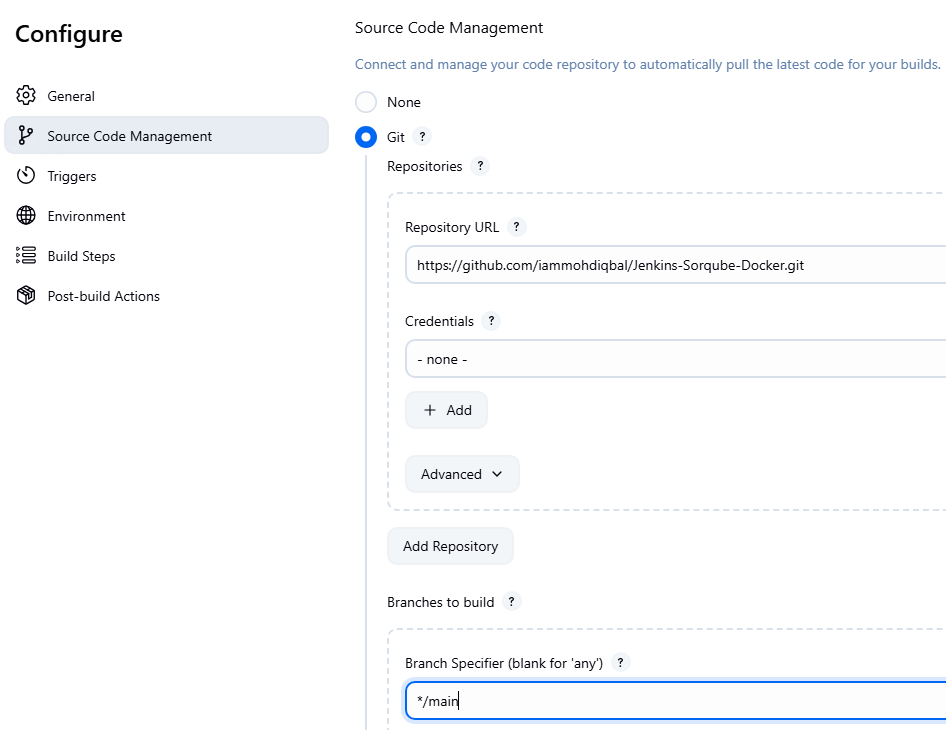 Configure
General
Source Code Management
Triggers
Environment
Build Steps
Post-build Actions
Source Code Management
Connect and manage your code repository to automatically pull the latest code for your builds.
None
Git ?
Repositories ?
Repository URL ?
https://github.com/iammohdiqbal/Jenkins-Sorqube-Docker.git
Credentials ?
- none -
+ Add
Advanced
Add Repository
Branches to build ?
Branch Specifier (blank for 'any') ?
*/main